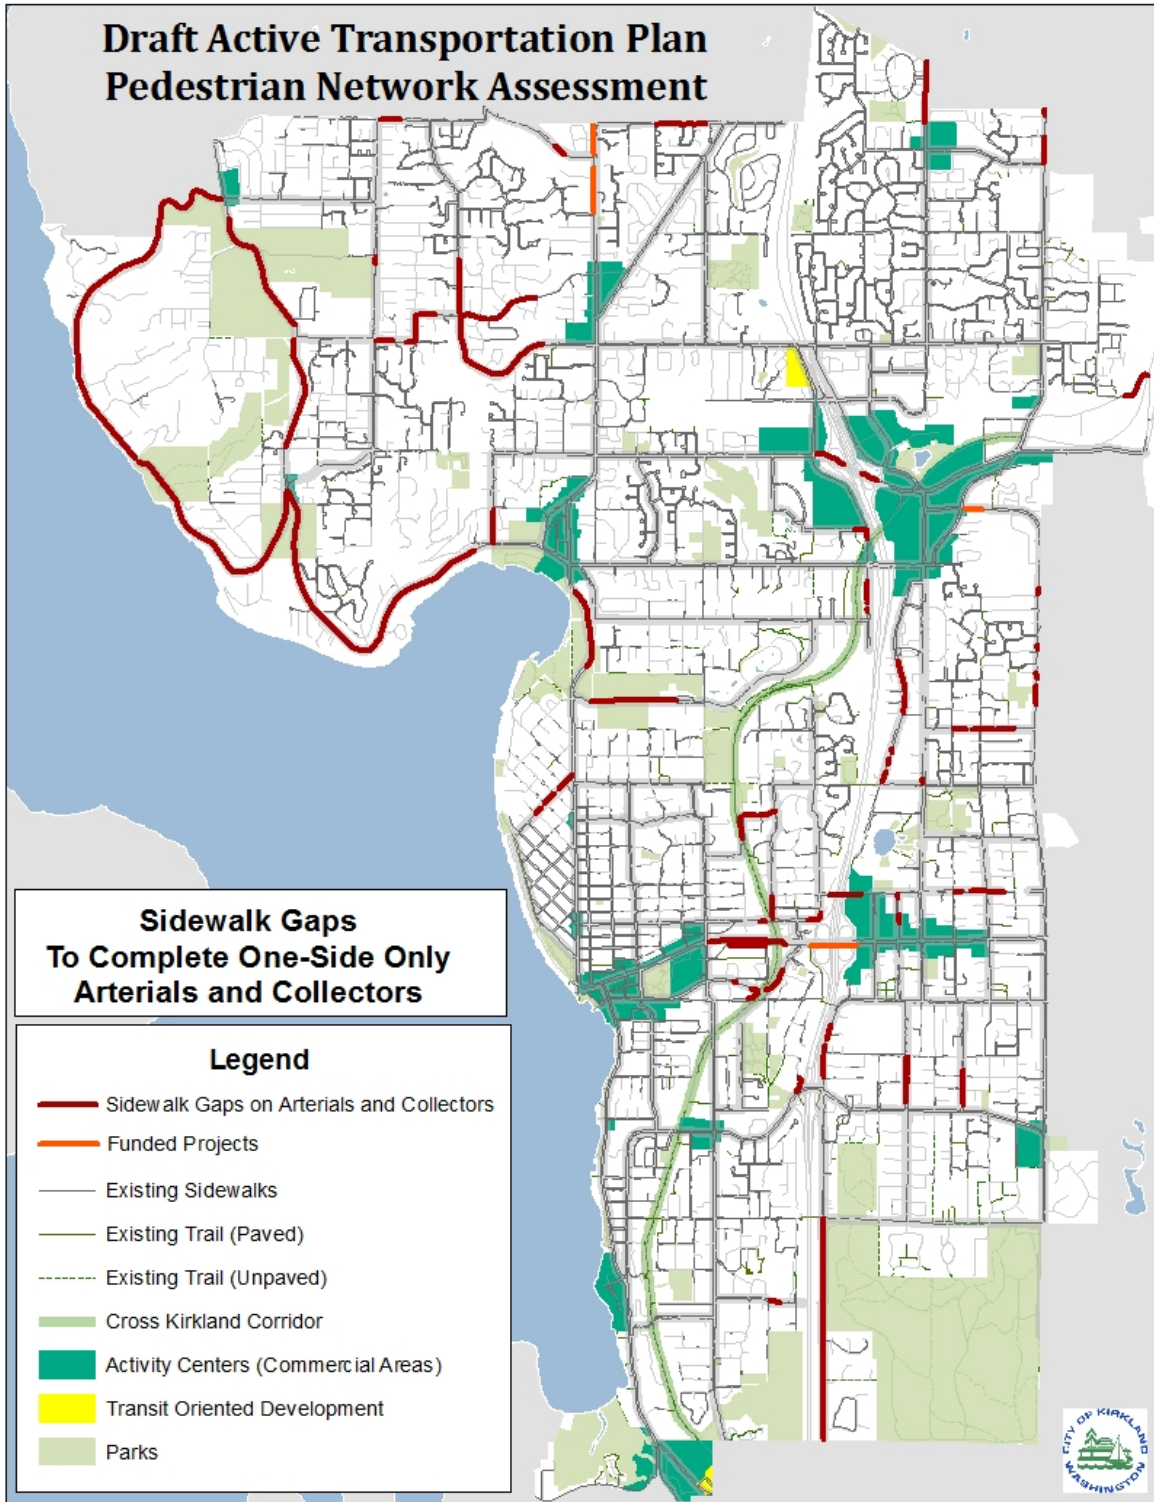 Draft Active Transportation Plan
Pedestrian Network Assessment
Sidewalk Gaps
To Complete One-Side Only
Arterials and Collectors
Legend
Sidewalk Gaps on Arterials and Collectors
Funded Projects
Existing Sidewalks
Existing Trail (Paved)
Existing Trail (Unpaved)
Cross Kirkland Corridor
Activity Centers (Commercial Areas)
Transit Oriented Development
Parks
CITY OF KIRKLAND
WASHINGTON